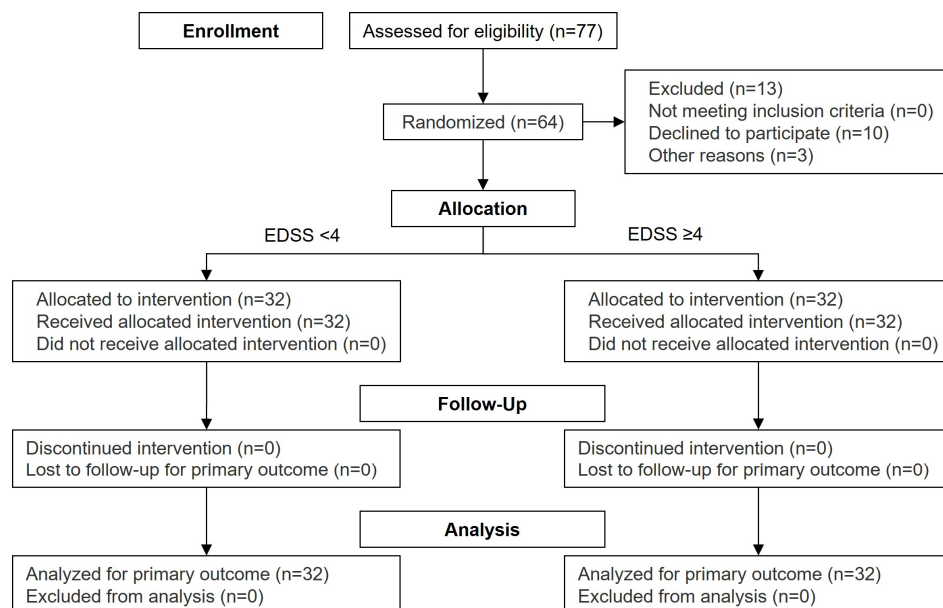 Enrollment
Assessed for eligibility (n=77)
Excluded (n=13)
Not meeting inclusion criteria (n=0)
Declined to participate (n=10)
Other reasons (n=3)
Randomized (n=64)
Allocation
EDSS <4
EDSS ≥4
Allocated to intervention (n=32)
Received allocated intervention (n=32)
Did not receive allocated intervention (n=0)
Allocated to intervention (n=32)
Received allocated intervention (n=32)
Did not receive allocated intervention (n=0)
Follow-Up
Discontinued intervention (n=0)
Lost to follow-up for primary outcome (n=0)
Discontinued intervention (n=0)
Lost to follow-up for primary outcome (n=0)
Analysis
Analyzed for primary outcome (n=32)
Excluded from analysis (n=0)
Analyzed for primary outcome (n=32)
Excluded from analysis (n=0)